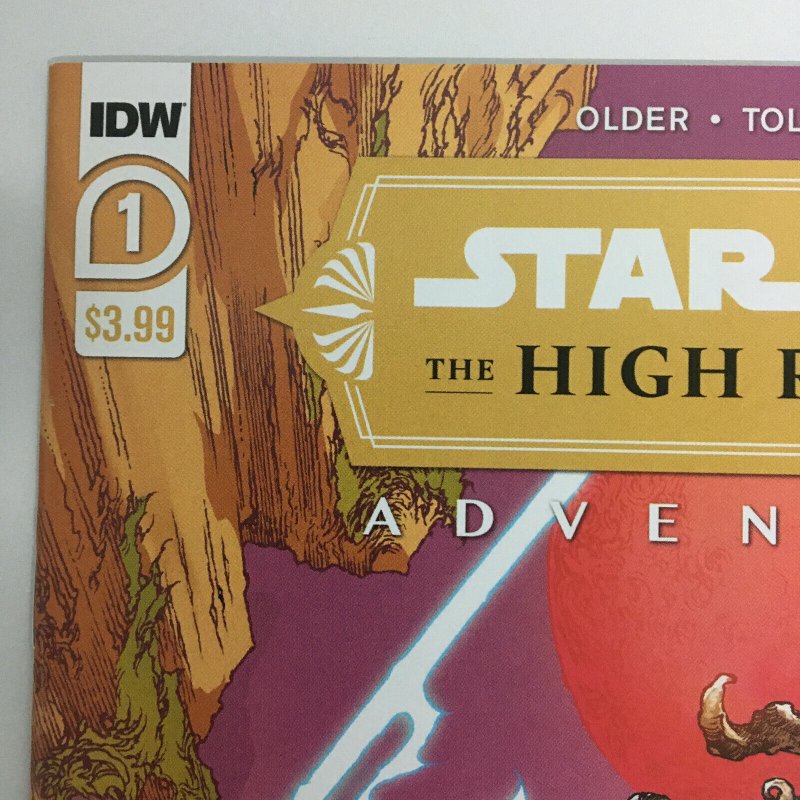 IDW
1
$3.99
OLDER • TOL
STAR
THE HIGH R
ADVEN